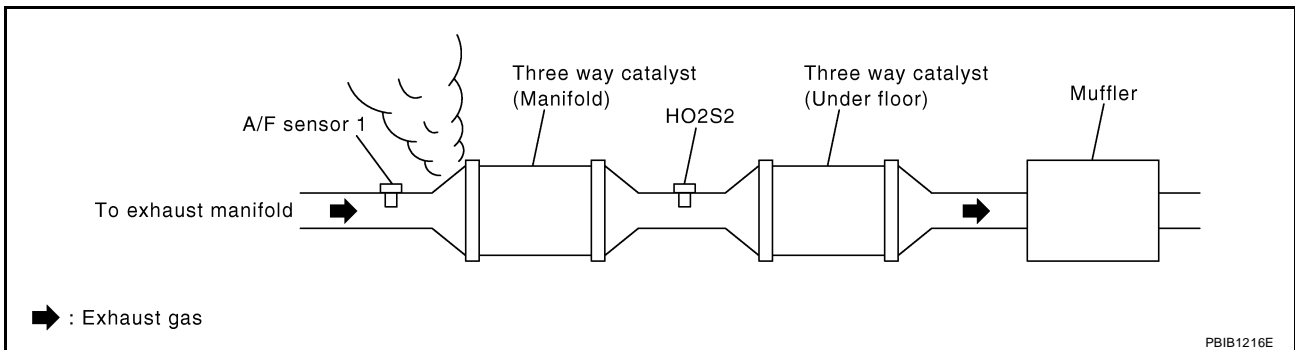 Three way catalyst
(Manifold)
Three way catalyst
(Under floor)
Muffler
HO2S2
A/F sensor 1
To exhaust manifold
: Exhaust gas
PBIB1216E